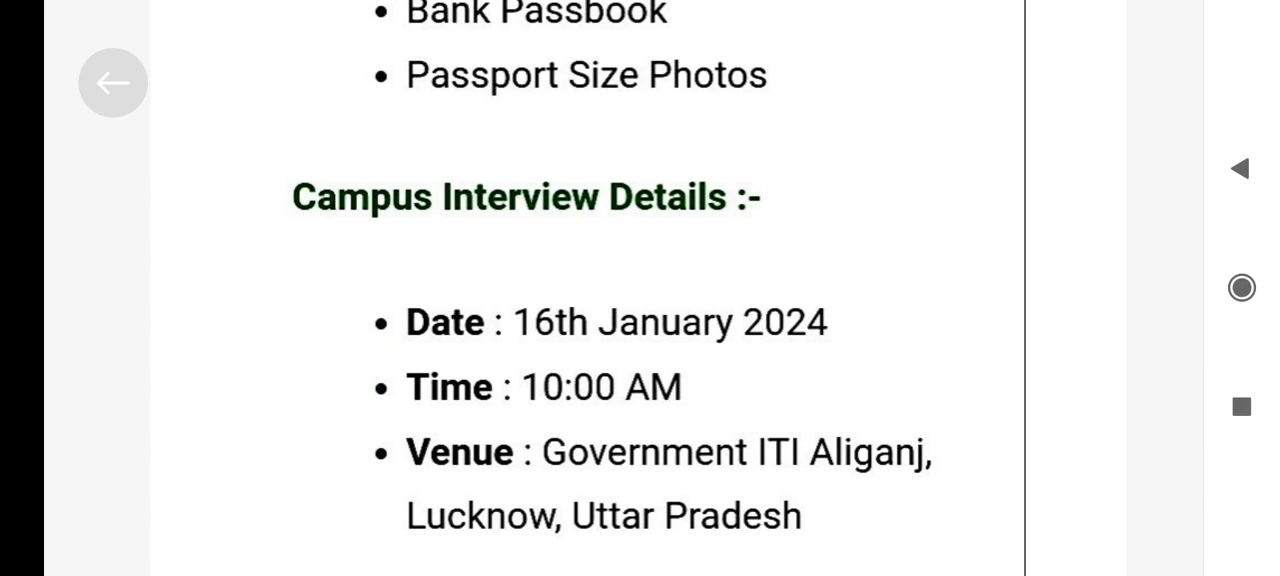 Bank Passbook
Passport Size Photos
Campus Interview Details :-
Date : 16th January 2024
Time : 10:00 AM
Venue : Government ITI Aliganj,
Lucknow, Uttar Pradesh